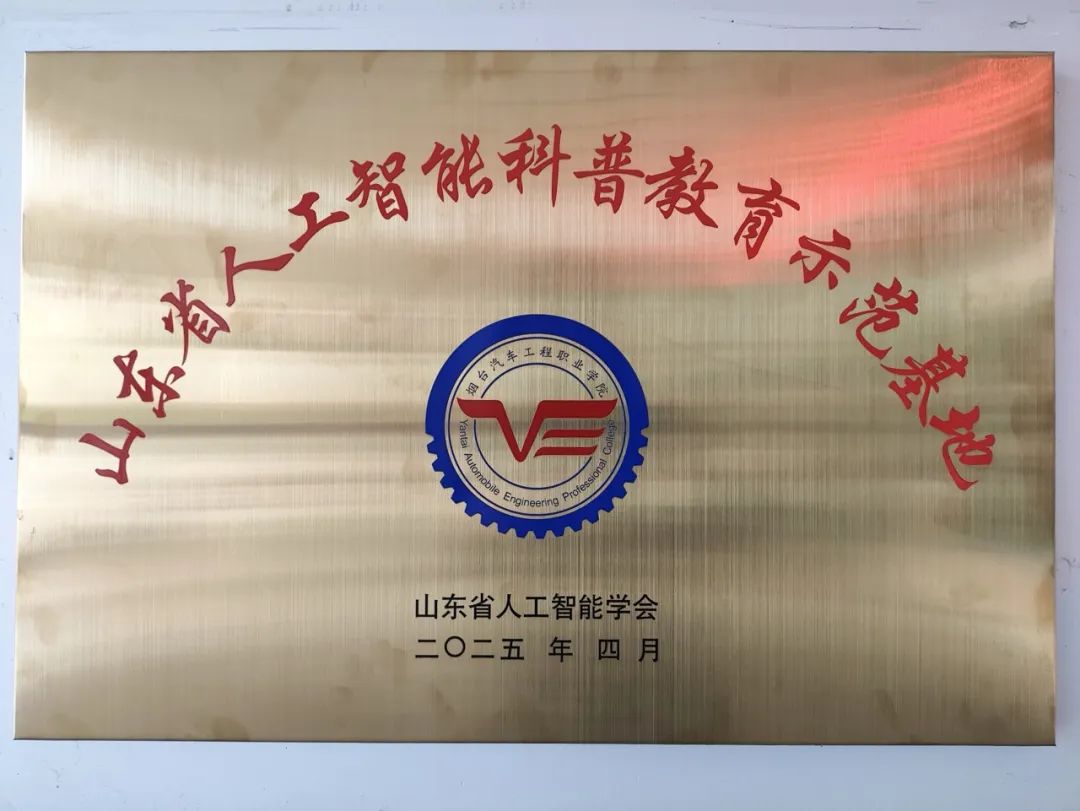 山东省人工智能科普教育示范基地
烟台汽车工程职业学院
Yantai Automobile Engineering Professional College
山东省人工智能学会
二〇二五 年 四 月